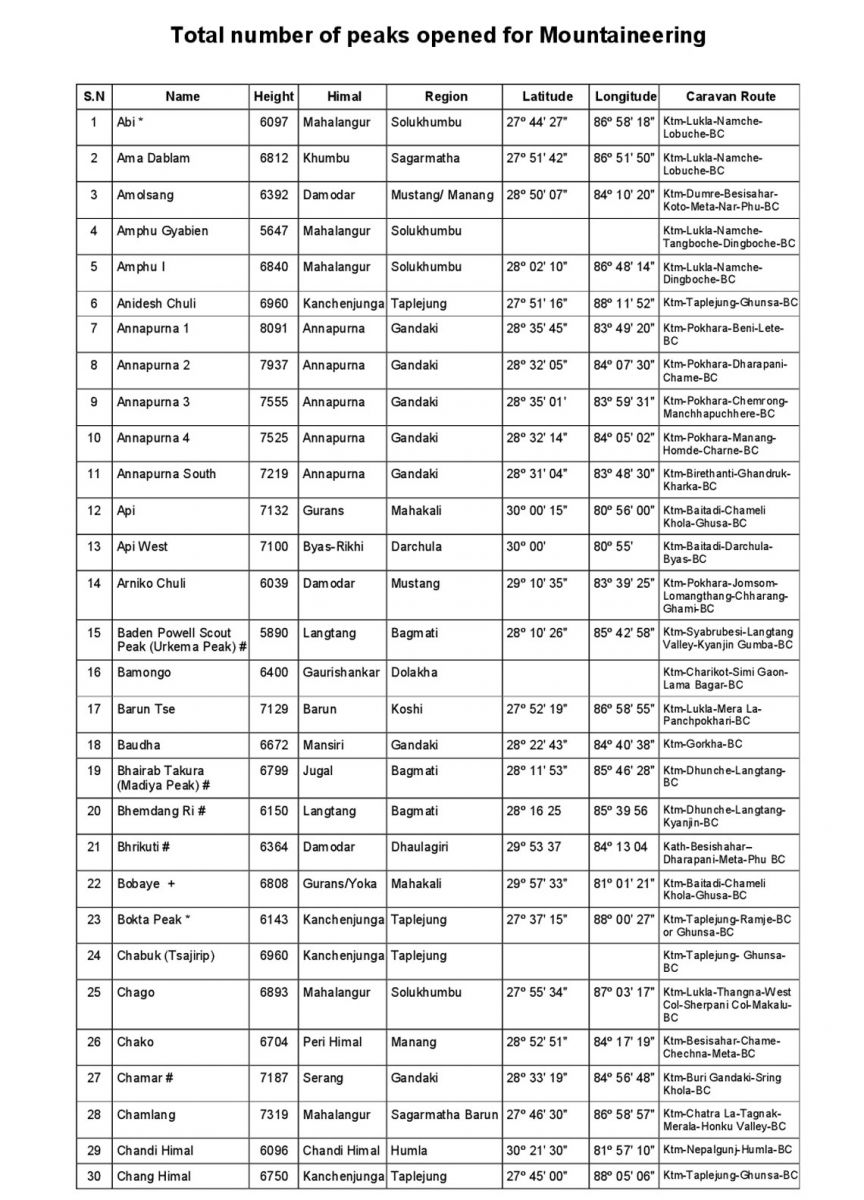 Total number of peaks opened for Mountaineering
S.N Name Height Himal Region Latitude Longitude Caravan Route
1 Abi * 6097 Mahalangur Solukhumbu 27º 44' 27" 86º 58' 18" Ktm-Lukla-Namche-
Lobuche-BC
2 Ama Dablam 6812 Khumbu Sagarmatha 27º 51' 42" 86º 51' 50" Ktm-Lukla-Namche-
Lobuche-BC
3 Amolsang 6392 Damodar Mustang/ Manang 28º 50' 07" 84º 10' 20" Ktm-Dumre-Besisahar-
Koto-Meta-Nar-Phu-BC
4 Amphu Gyabien 5647 Mahalangur Solukhumbu Ktm-Lukla-Namche-
Tangboche-Dingboche-BC
5 Amphu I 6840 Mahalangur Solukhumbu 28º 02' 10" 86º 48' 14" Ktm-Lukla-Namche-
Dingboche-BC
6 Anidesh Chuli 6960 Kanchenjunga Taplejung 27º 51' 16" 88º 11' 52" Ktm-Taplejung-Ghunsa-BC
7 Annapurna 1 8091 Annapurna Gandaki 28º 35' 45" 83º 49' 20" Ktm-Pokhara-Beni-Lete-
BC
8 Annapurna 2 7937 Annapurna Gandaki 28º 32' 05" 84º 07' 30" Ktm-Pokhara-Dharapani-
Chame-BC
9 Annapurna 3 7555 Annapurna Gandaki 28º 35' 01' 83º 59' 31" Ktm-Pokhara-Chemrong-
Manchhapuchhere-BC
10 Annapurna 4 7525 Annapurna Gandaki 28º 32' 14" 84º 05' 02" Ktm-Pokhara-Manang-
Homde-Charne-BC
11 Annapurna South 7219 Annapurna Gandaki 28º 31' 04" 83º 48' 30" Ktm-Birethanti-Ghandruk-
Kharka-BC
12 Api 7132 Gurans Mahakali 30º 00' 15" 80º 56' 00" Ktm-Baitadi-Chameli
Khola-Ghusa-BC
13 Api West 7100 Byas-Rikhi Darchula 30º 00' 80º 55' Ktm-Baitadi-Darchula-
Byas-BC
14 Arniko Chuli 6039 Damodar Mustang 29º 10' 35" 83º 39' 25" Ktm-Pokhara-Jomsom-
Lomangthang-Chharang-
Ghami-BC
15 Baden Powell Scout 5890 Langtang Bagmati 28º 10' 26" 85º 42' 58" Ktm-Syabrubesi-Langtang
Peak (Urkema Peak) # Valley-Kyanjin Gumba-BC
16 Bamongo 6400 Gaurishankar Dolakha Ktm-Charikot-Simi Gaon-
Lama Bagar-BC
17 Barun Tse 7129 Barun Koshi 27º 52' 19" 86º 58' 55" Ktm-Lukla-Mera La-
Panchpokhari-BC
18 Baudha 6672 Mansiri Gandaki 28º 22' 43" 84º 40' 38" Ktm-Gorkha-BC
19 Bhairab Takura 6799 Jugal Bagmati 28º 11' 53" 85º 46' 28" Ktm-Dhunche-Langtang-
(Madiya Peak) # BC
20 Bhemdang Ri # 6150 Langtang Bagmati 28º 16 25 85º 39 56 Ktm-Dhunche-Langtang-
Kyanjin-BC
21 Bhrikuti # 6364 Damodar Dhaulagiri 29º 53 37 84º 13 04 Kath-Besishahar–
Dharapani-Meta-Phu BC
22 Bobaye + 6808 Gurans/Yoka Mahakali 29º 57' 33" 81º 01' 21" Ktm-Baitadi-Chameli
Khola-Ghusa-BC
23 Bokta Peak * 6143 Kanchenjunga Taplejung 27º 37' 15" 88º 00' 27" Ktm-Taplejung-Ramje-BC
or Ghunsa-BC
24 Chabuk (Tsajirip) 6960 Kanchenjunga Taplejung Ktm-Taplejung- Ghunsa-
BC
25 Chago 6893 Mahalangur Solukhumbu 27º 55' 34" 87º 03' 17" Ktm-Lukla-Thangna-West
Col-Sherpani Col-Makalu-
BC
26 Chako 6704 Peri Himal Manang 28º 52' 51" 84º 17' 19" Ktm-Besisahar-Chame-
Chechna-Meta-BC
27 Chamar # 7187 Serang Gandaki 28º 33' 19" 84º 56' 48" Ktm-Buri Gandaki-Sring
Khola-BC
28 Chamlang 7319 Mahalangur Sagarmatha Barun 27º 46' 30" 86º 58' 57" Ktm-Chatra La-Tagnak-
Merala-Honku Valley-BC
29 Chandi Himal 6096 Chandi Himal Humla 30º 21' 30" 81º 57' 10" Ktm-Nepalgunj-Humla-BC
30 Chang Himal 6750 Kanchenjunga Taplejung 27º 45' 00" 88º 05' 06" Ktm-Taplejung-Ghunsa-BC